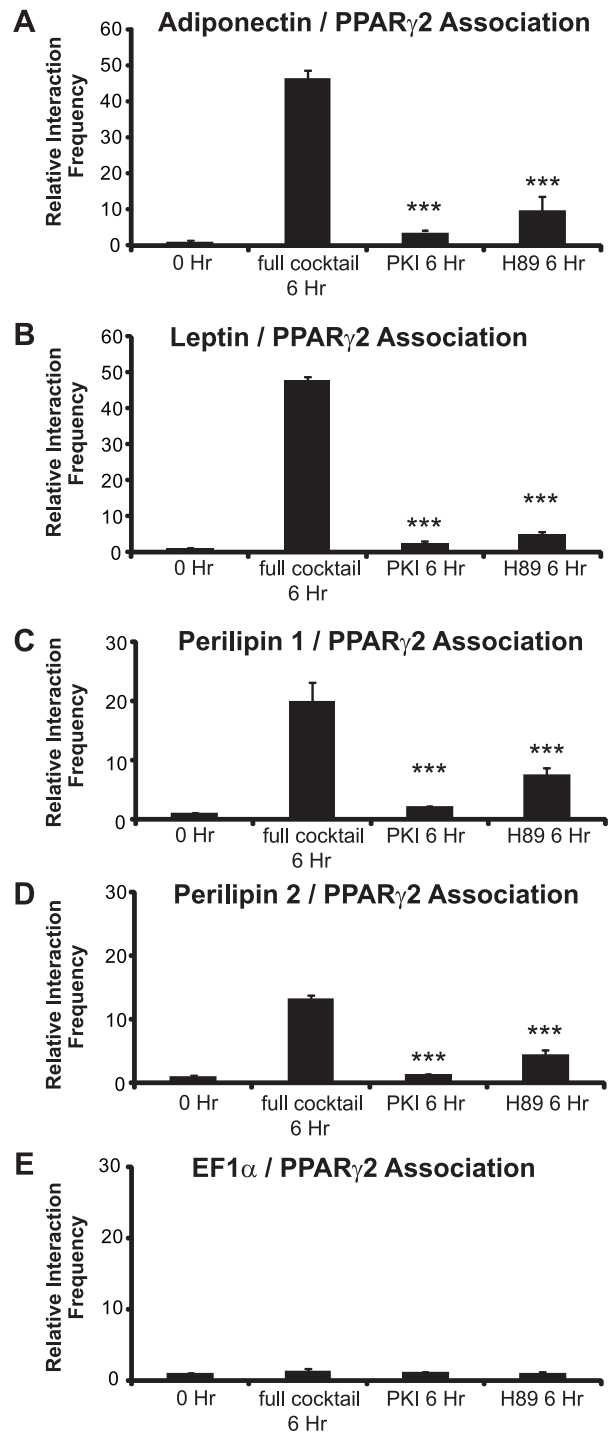 A Adiponectin / PPARγ2 Association
Relative Interaction
Frequency
60
50
40
30
20
10
0
***
***
0 Hr full cocktail PKI 6 Hr H89 6 Hr
6 Hr
B Leptin / PPARγ2 Association
Relative Interaction
Frequency
60
50
40
30
20
10
0
***
***
0 Hr full cocktail PKI 6 Hr H89 6 Hr
6 Hr
C Perilipin 1 / PPARγ2 Association
Relative Interaction
Frequency
30
20
10
0
***
***
0 Hr full cocktail PKI 6 Hr H89 6 Hr
6 Hr
D Perilipin 2 / PPARγ2 Association
Relative Interaction
Frequency
30
20
10
0
***
***
0 Hr full cocktail PKI 6 Hr H89 6 Hr
6 Hr
E EF1α / PPARγ2 Association
Relative Interaction
Frequency
30
20
10
0
0 Hr full cocktail PKI 6 Hr H89 6 Hr
6 Hr